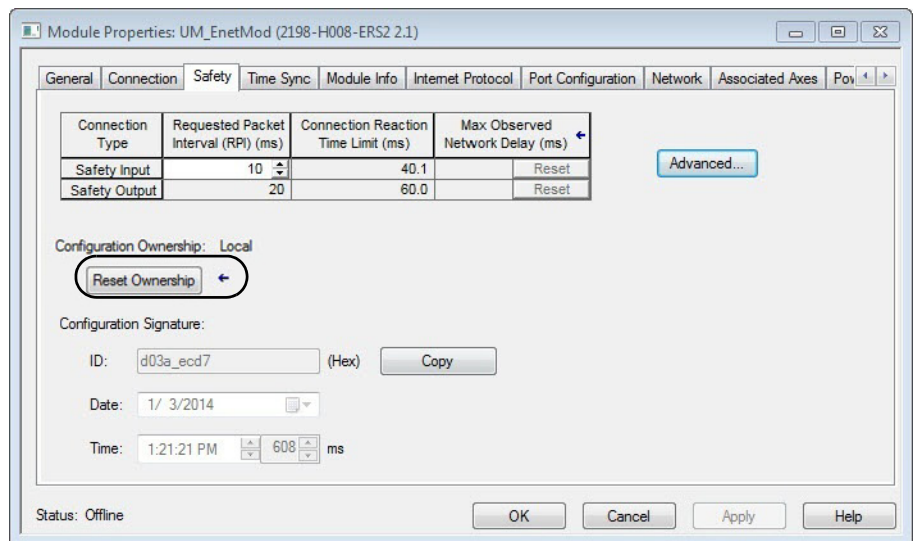 Module Properties: UM_EnetMod (2198-H008-ERS2 2.1)
General Connection Safety Time Sync Module Info Internet Protocol Port Configuration Network Associated Axes
Connection Type Requested Packet Interval (RPI) (ms) Connection Reaction Time Limit (ms) Max Observed Network Delay (ms)
Safety Input 10 40.1 Reset
Safety Output 20 60.0 Reset
Advanced...
Configuration Ownership: Local
Reset Ownership
Configuration Signature:
ID: d03a_ecd7 (Hex) Copy
Date: 1/ 3/2014
Time: 1:21:21 PM 608 ms
Status: Offline OK Cancel Apply Help